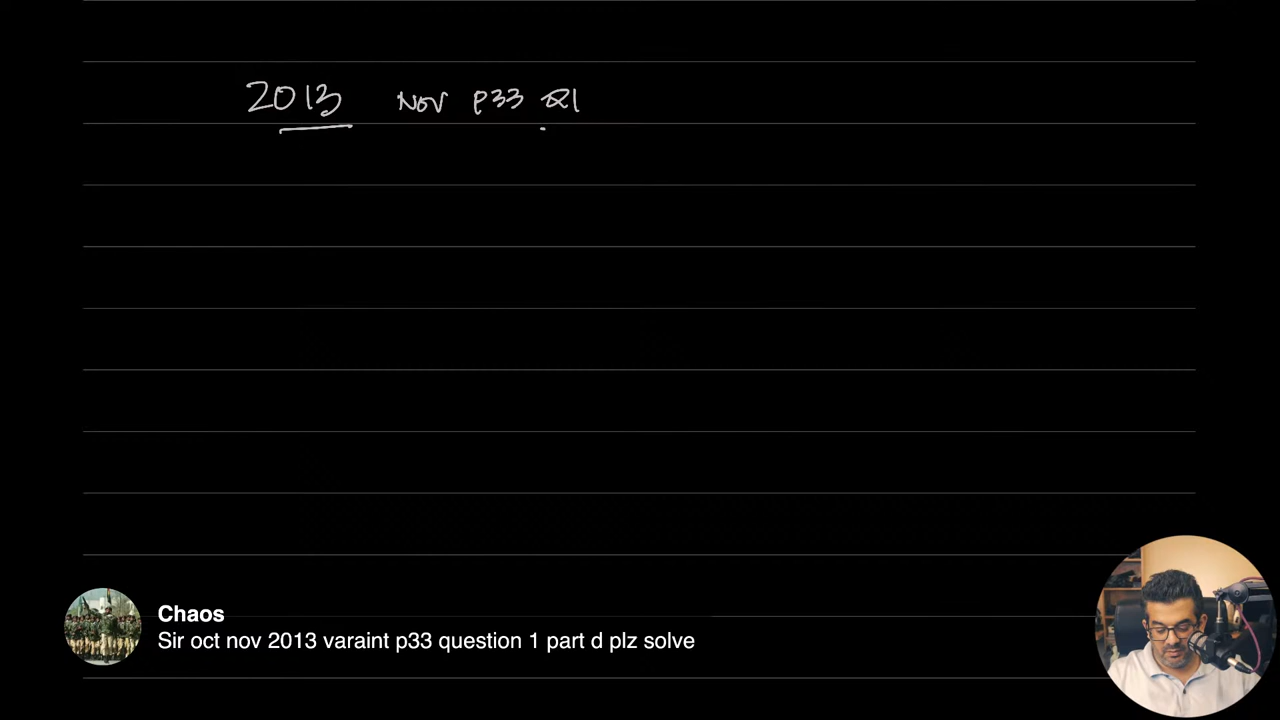 2013 Nov P33 Q1
Chaos
Sir oct nov 2013 varaint p33 question 1 part d plz solve